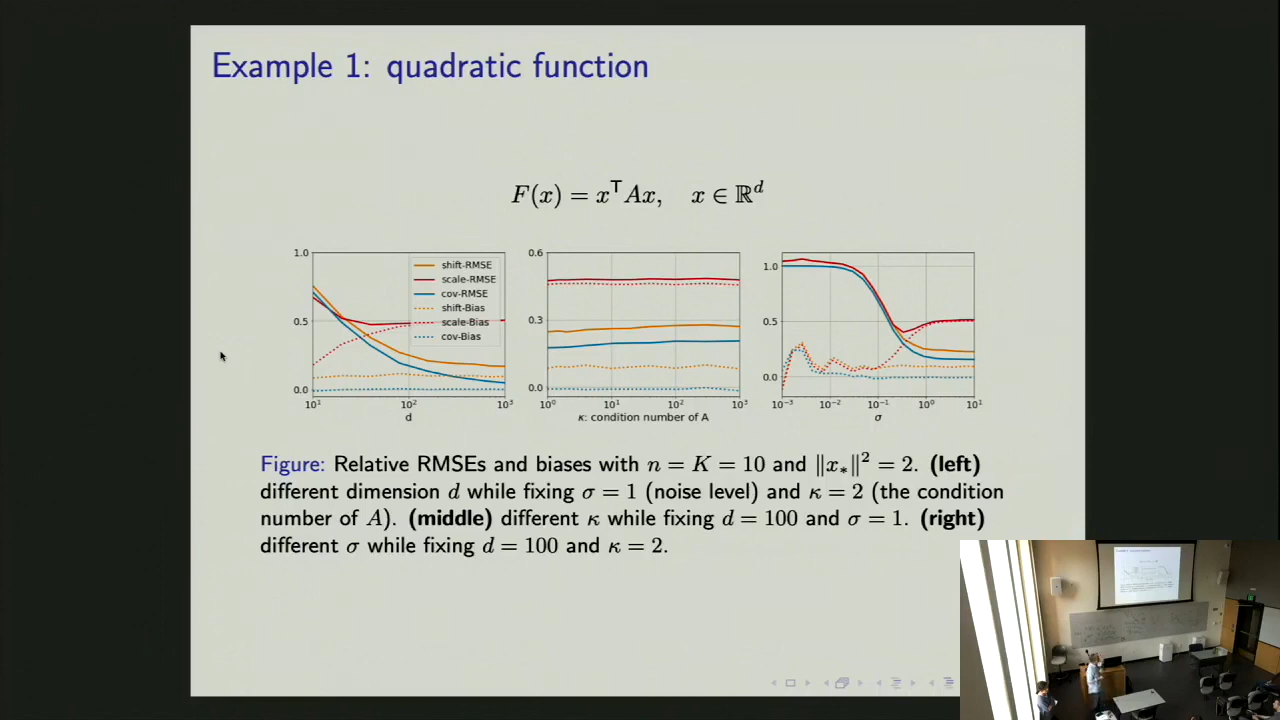 Example 1: quadratic function
F(x) = x⊤Ax, x ∈ ℝᵈ
1.0
0.5
0.0
10¹ 10² 10³
d
shift-RMSE
scale-RMSE
cov-RMSE
shift-Bias
scale-Bias
cov-Bias
0.6
0.3
0.0
10⁰ 10¹ 10² 10³
κ: condition number of A
1.0
0.5
0.0
10⁻³ 10⁻² 10⁻¹ 10⁰ 10¹
σ
Figure: Relative RMSEs and biases with n = K = 10 and ‖x*‖² = 2. (left)
different dimension d while fixing σ = 1 (noise level) and κ = 2 (the condition
number of A). (middle) different κ while fixing d = 100 and σ = 1. (right)
different σ while fixing d = 100 and κ = 2.